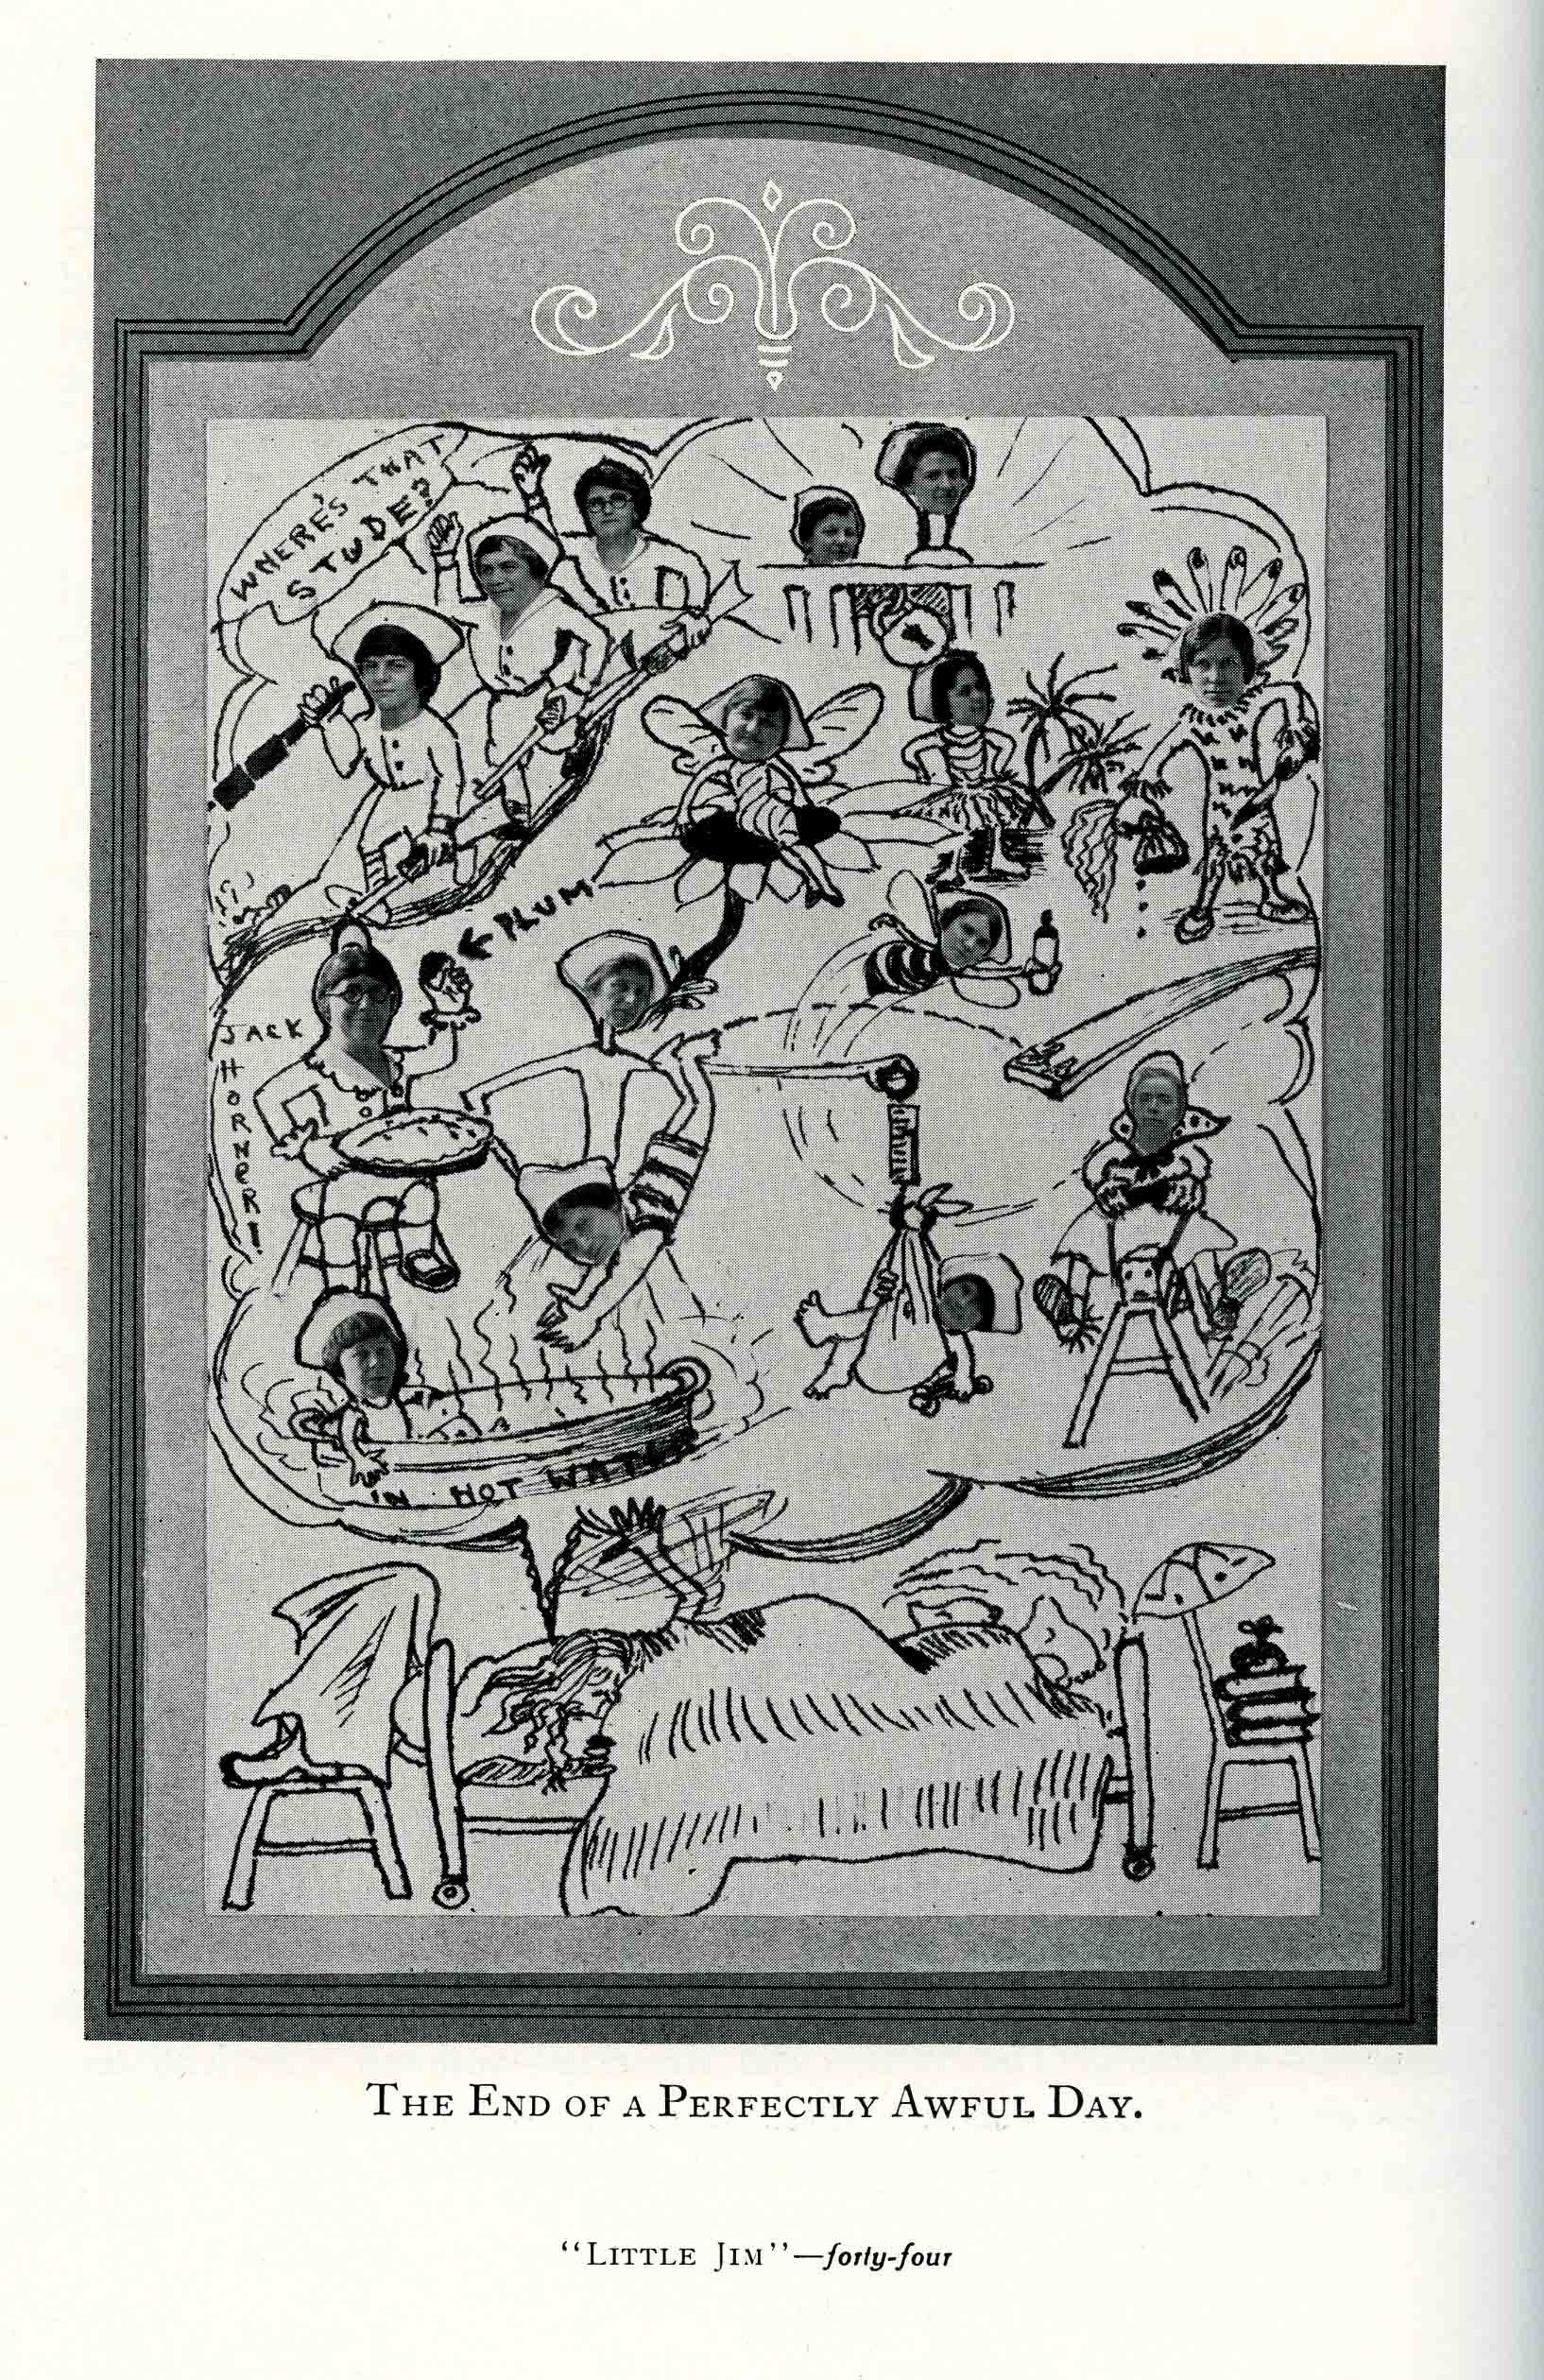 WHERE'S THAT
STUDE?
PLUM
JACK
HORNER!
IN HOT WATER
THE END OF A PERFECTLY AWFUL DAY.
"LITTLE JIM"—forty-four